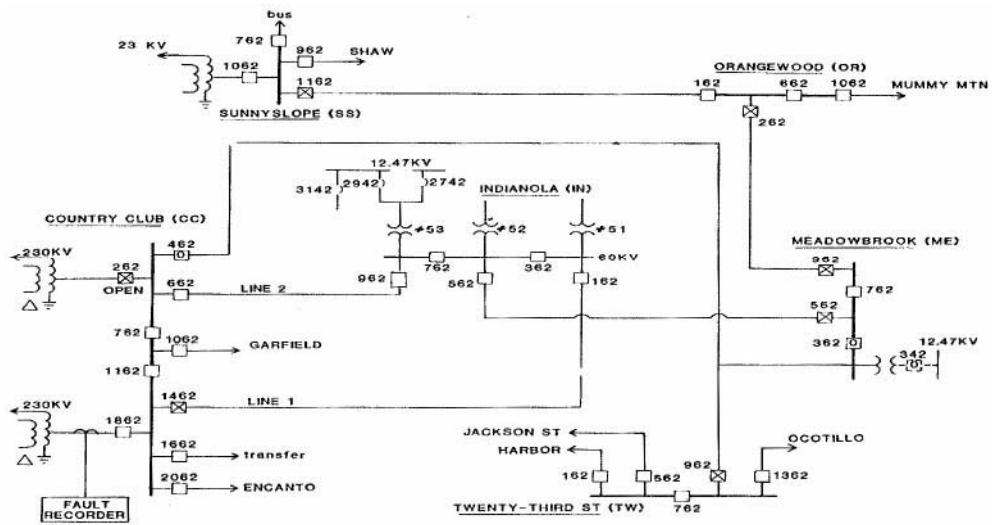 bus
762
23 KV
962
SHAW
1062
1162
SUNNYSLOPE (SS)
ORANGEWOOD (OR)
162
662
1062
MUMMY MTN
262
12.47KV
3142
2942
2742
INDIANOLA (IN)
#53
#52
#51
COUNTRY CLUB (CC)
230KV
462
262
OPEN
662
LINE 2
962
762
362
60KV
562
162
MEADOWBROOK (ME)
962
762
562
362
12.47KV
342
762
1062
GARFIELD
1162
1462
LINE 1
230KV
1862
1662
transfer
2062
ENCANTO
FAULT
RECORDER
JACKSON ST
HARBOR
OCOTILLO
162
562
962
1362
762
TWENTY-THIRD ST (TW)